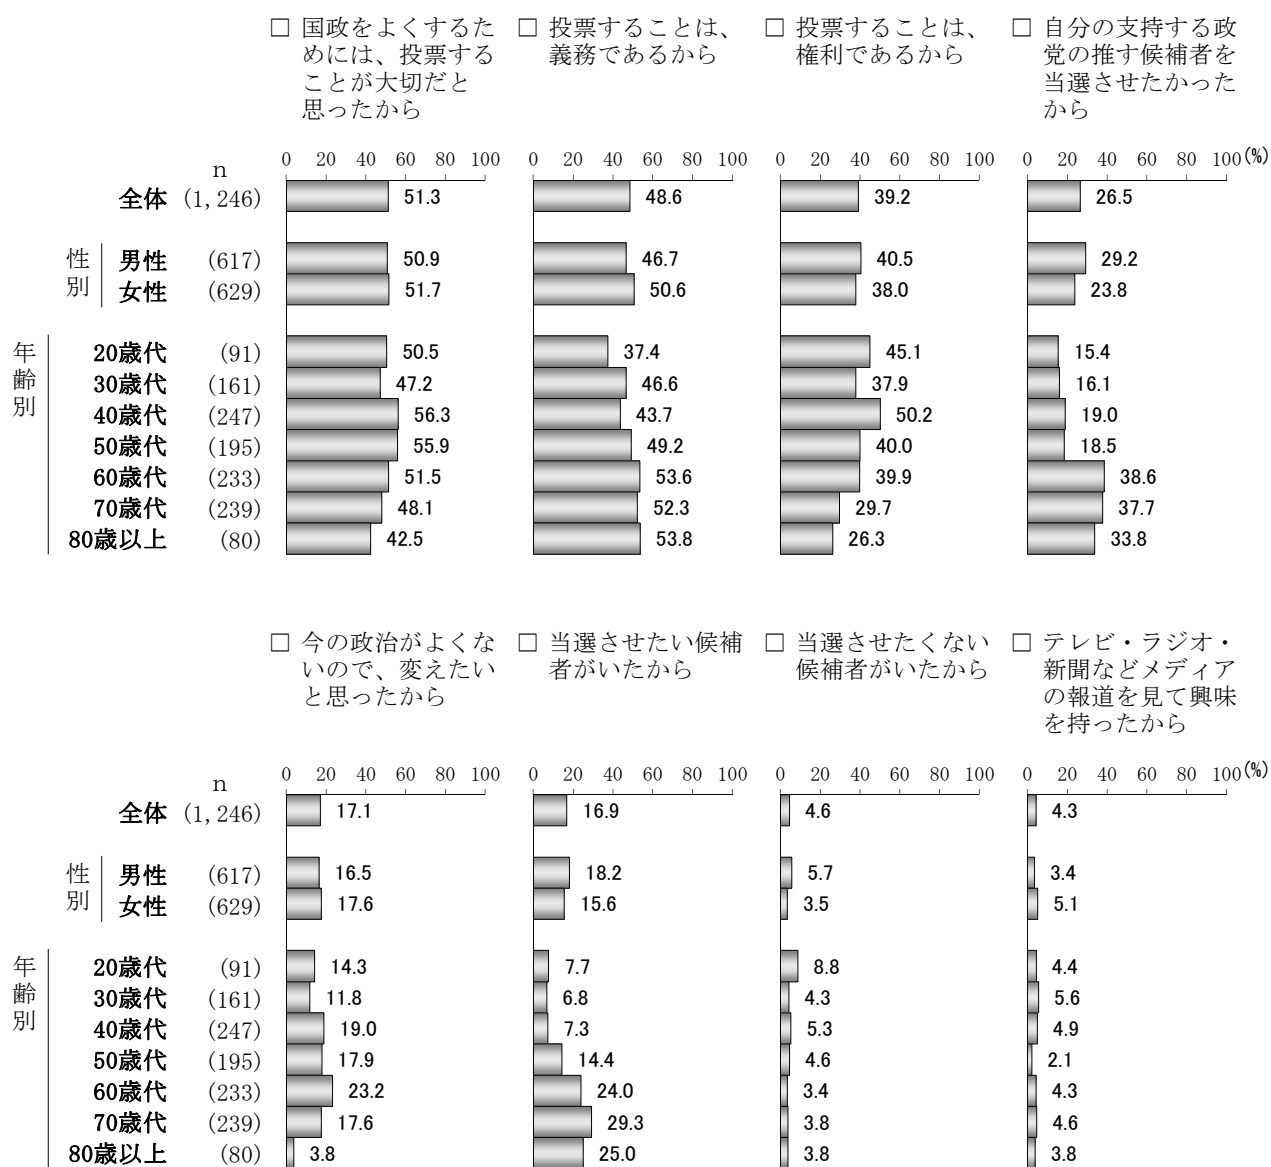 □ 国政をよくするた □ 投票することは、 □ 投票することは、 □ 自分の支持する政
めには、投票する 義務であるから 権利であるから 党の推す候補者を
ことが大切だと 当選させたかった
思ったから から
n 0 20 40 60 80 100 0 20 40 60 80 100 0 20 40 60 80 100 0 20 40 60 80 100 (%)
全体 (1,246) 51.3 48.6 39.2 26.5
性別
男性 (617) 50.9 46.7 40.5 29.2
女性 (629) 51.7 50.6 38.0 23.8
年齢別
20歳代 (91) 50.5 37.4 45.1 15.4
30歳代 (161) 47.2 46.6 37.9 16.1
40歳代 (247) 56.3 43.7 50.2 19.0
50歳代 (195) 55.9 49.2 40.0 18.5
60歳代 (233) 51.5 53.6 39.9 38.6
70歳代 (239) 48.1 52.3 29.7 37.7
80歳以上 (80) 42.5 53.8 26.3 33.8
□ 今の政治がよくな □ 当選させたい候補 □ 当選させたくない □ テレビ・ラジオ・
いので、変えたい 者がいたから 候補者がいたから 新聞などメディア
と思ったから の報道を見て興味
を持ったから
n 0 20 40 60 80 100 0 20 40 60 80 100 0 20 40 60 80 100 0 20 40 60 80 100 (%)
全体 (1,246) 17.1 16.9 4.6 4.3
性別
男性 (617) 16.5 18.2 5.7 3.4
女性 (629) 17.6 15.6 3.5 5.1
年齢別
20歳代 (91) 14.3 7.7 8.8 4.4
30歳代 (161) 11.8 6.8 4.3 5.6
40歳代 (247) 19.0 7.3 5.3 4.9
50歳代 (195) 17.9 14.4 4.6 2.1
60歳代 (233) 23.2 24.0 3.4 4.3
70歳代 (239) 17.6 29.3 3.8 4.6
80歳以上 (80) 3.8 25.0 3.8 3.8